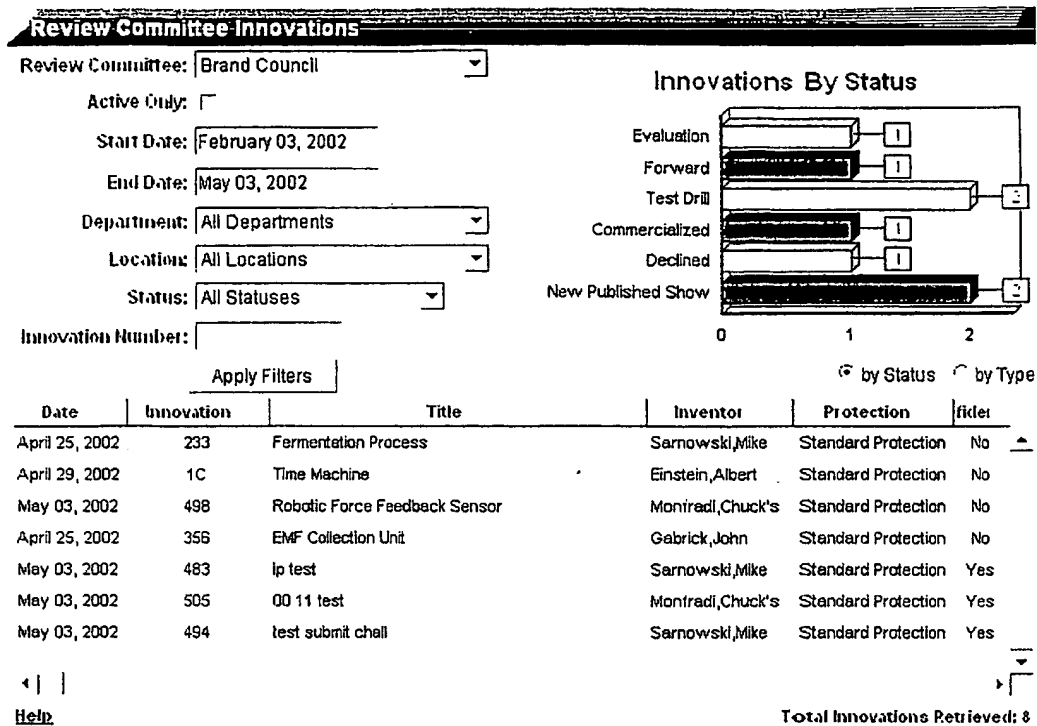 Review Committee Innovations
Review Committee: Brand Council
Active Only:
Start Date: February 03, 2002
End Date: May 03, 2002
Department: All Departments
Location: All Locations
Status: All Statuses
Innovation Number:
Apply Filters
Innovations By Status
Evaluation 1
Forward 1
Test Drill 2
Commercialized 1
Declined 1
New Published Show 2
0 1 2
by Status by Type
Date Innovation Title Inventor Protection
April 25, 2002 233 Fermentation Process Sarnowski,Mike Standard Protection No
April 29, 2002 1C Time Machine Einstein,Albert Standard Protection No
May 03, 2002 498 Robotic Force Feedback Sensor Montradi,Chuck's Standard Protection No
April 25, 2002 356 EMF Collection Unit Gabrick,John Standard Protection No
May 03, 2002 483 ip test Sarnowski,Mike Standard Protection Yes
May 03, 2002 505 00 11 test Montradi,Chuck's Standard Protection Yes
May 03, 2002 494 test submit chall Sarnowski,Mike Standard Protection Yes
Help
Total Innovations Retrieved: 8